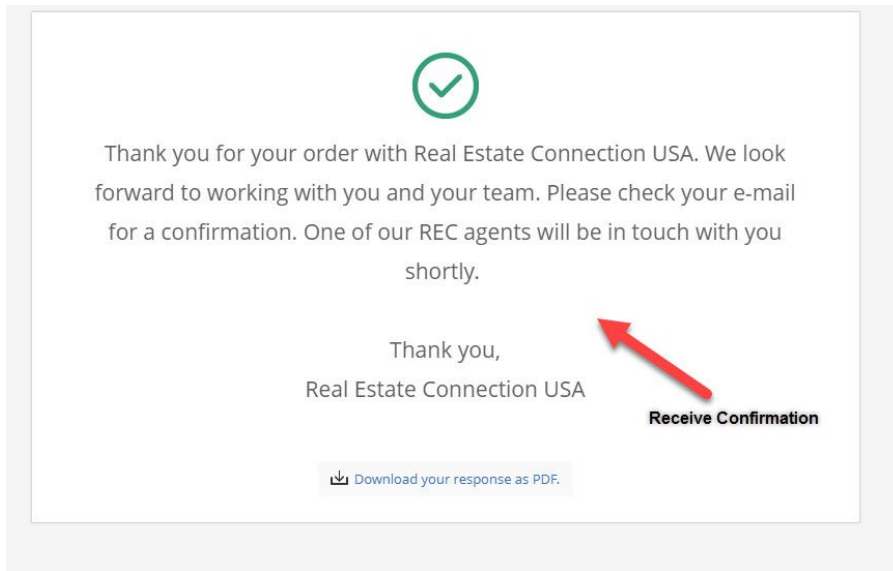 Thank you for your order with Real Estate Connection USA. We look
forward to working with you and your team. Please check your e-mail
for a confirmation. One of our REC agents will be in touch with you
shortly.
Thank you,
Real Estate Connection USA
Receive Confirmation
Download your response as PDF.